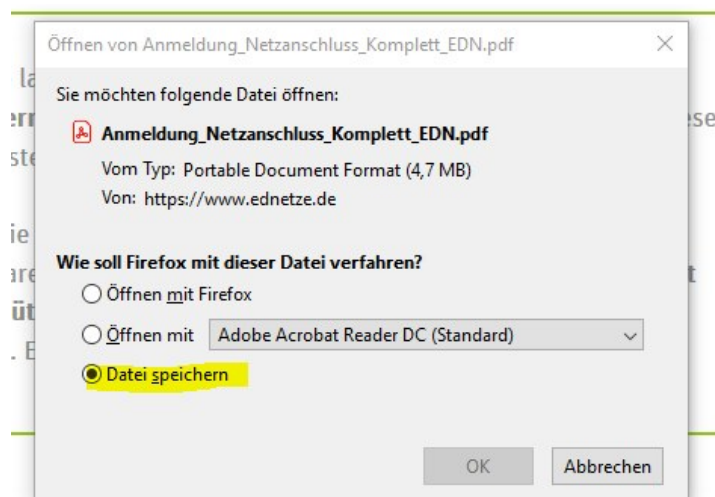 Öffnen von Anmeldung_Netzanschluss_Komplett_EDN.pdf
Sie möchten folgende Datei öffnen:
Anmeldung_Netzanschluss_Komplett_EDN.pdf
Vom Typ: Portable Document Format (4,7 MB)
Von: https://www.ednetze.de
Wie soll Firefox mit dieser Datei verfahren?
Öffnen mit Firefox
Öffnen mit Adobe Acrobat Reader DC (Standard)
Datei speichern
OK Abbrechen